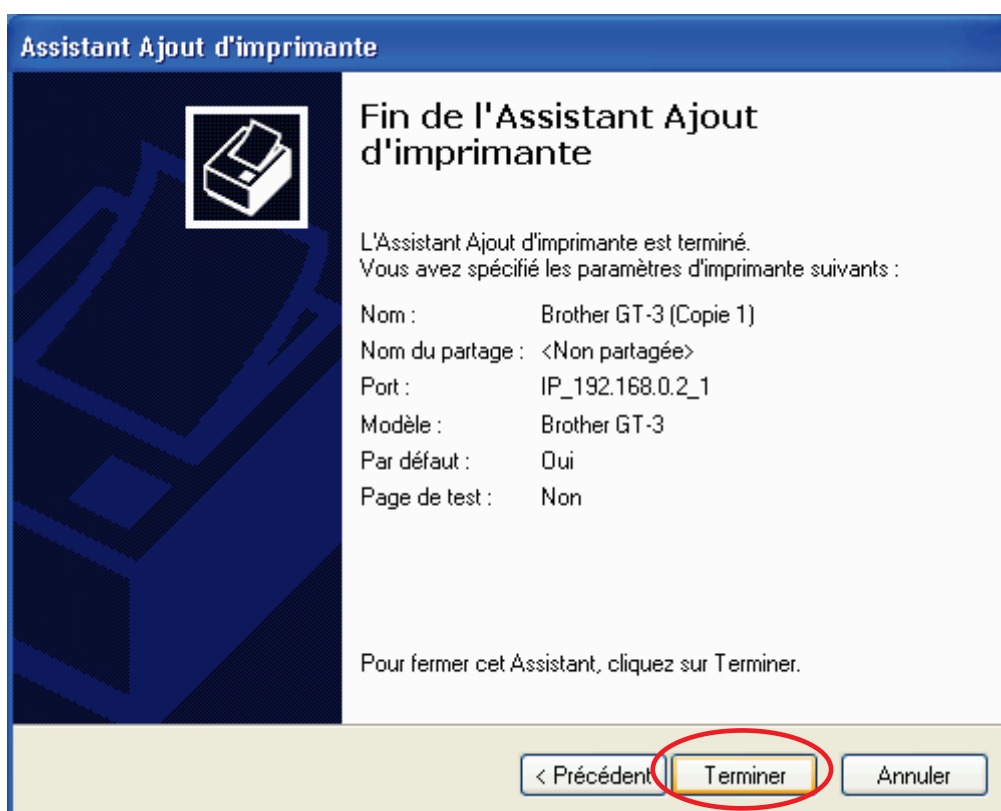 Assistant Ajout d'imprimante
Fin de l'Assistant Ajout
d'imprimante
L'Assistant Ajout d'imprimante est terminé.
Vous avez spécifié les paramètres d'imprimante suivants :
Nom : Brother GT-3 (Copie 1)
Nom du partage : <Non partagée>
Port : IP_192.168.0.2_1
Modèle : Brother GT-3
Par défaut : Oui
Page de test : Non
Pour fermer cet Assistant, cliquez sur Terminer.
< Précédent Terminer Annuler